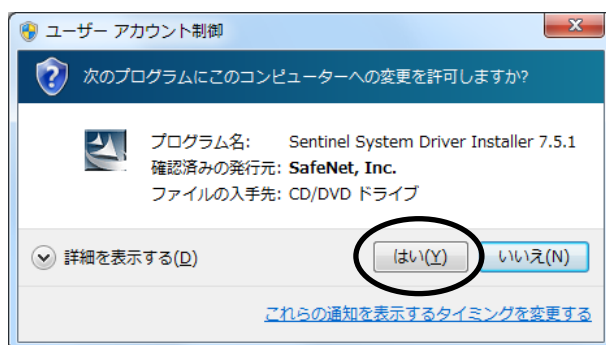 ユーザー アカウント制御
次のプログラムにこのコンピューターへの変更を許可しますか?
プログラム名: Sentinel System Driver Installer 7.5.1
確認済みの発行元: SafeNet, Inc.
ファイルの入手先: CD/DVD ドライブ
詳細を表示する(D) はい(Y) いいえ(N)
これらの通知を表示するタイミングを変更する